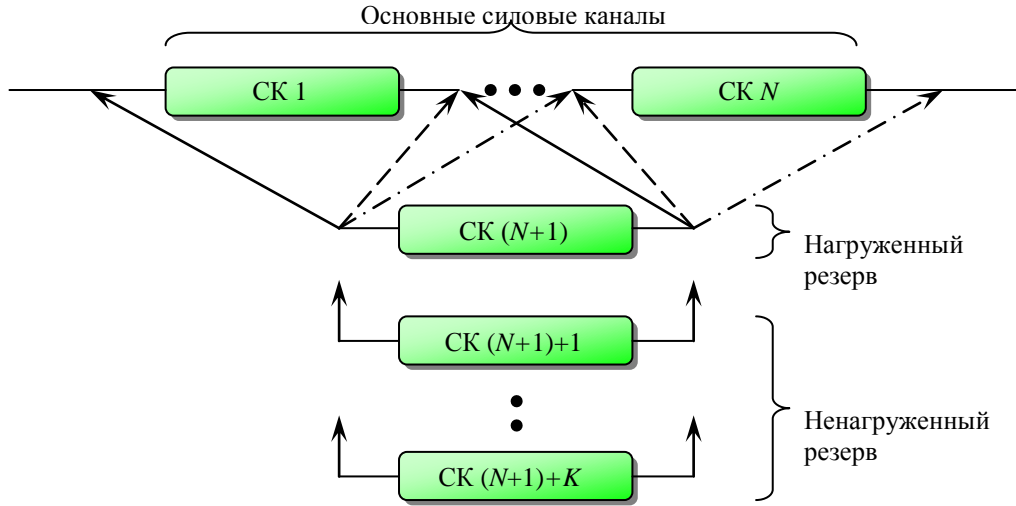 Основные силовые каналы
СК 1
СК N
СК (N+1)
Нагруженный
резерв
СК (N+1)+1
Ненагруженный
резерв
СК (N+1)+K